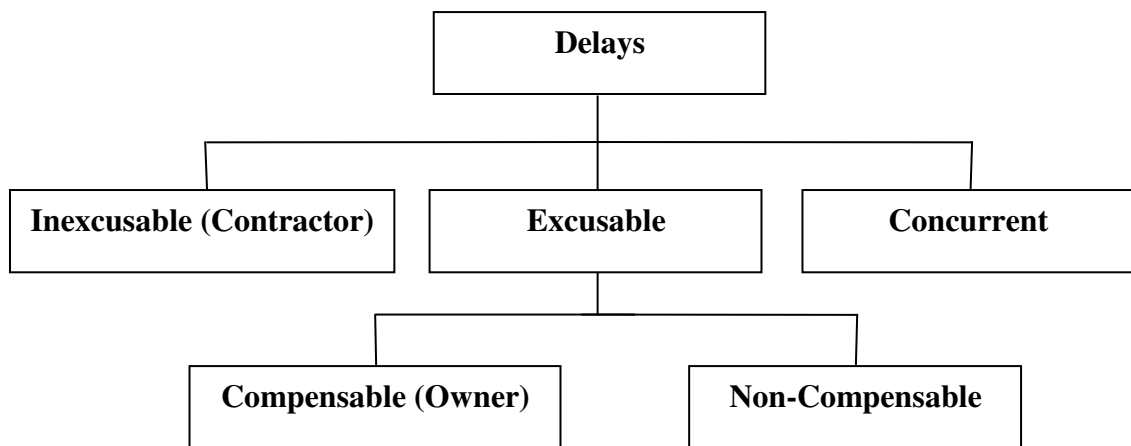 Delays
Inexcusable (Contractor)
Excusable
Concurrent
Compensable (Owner)
Non-Compensable